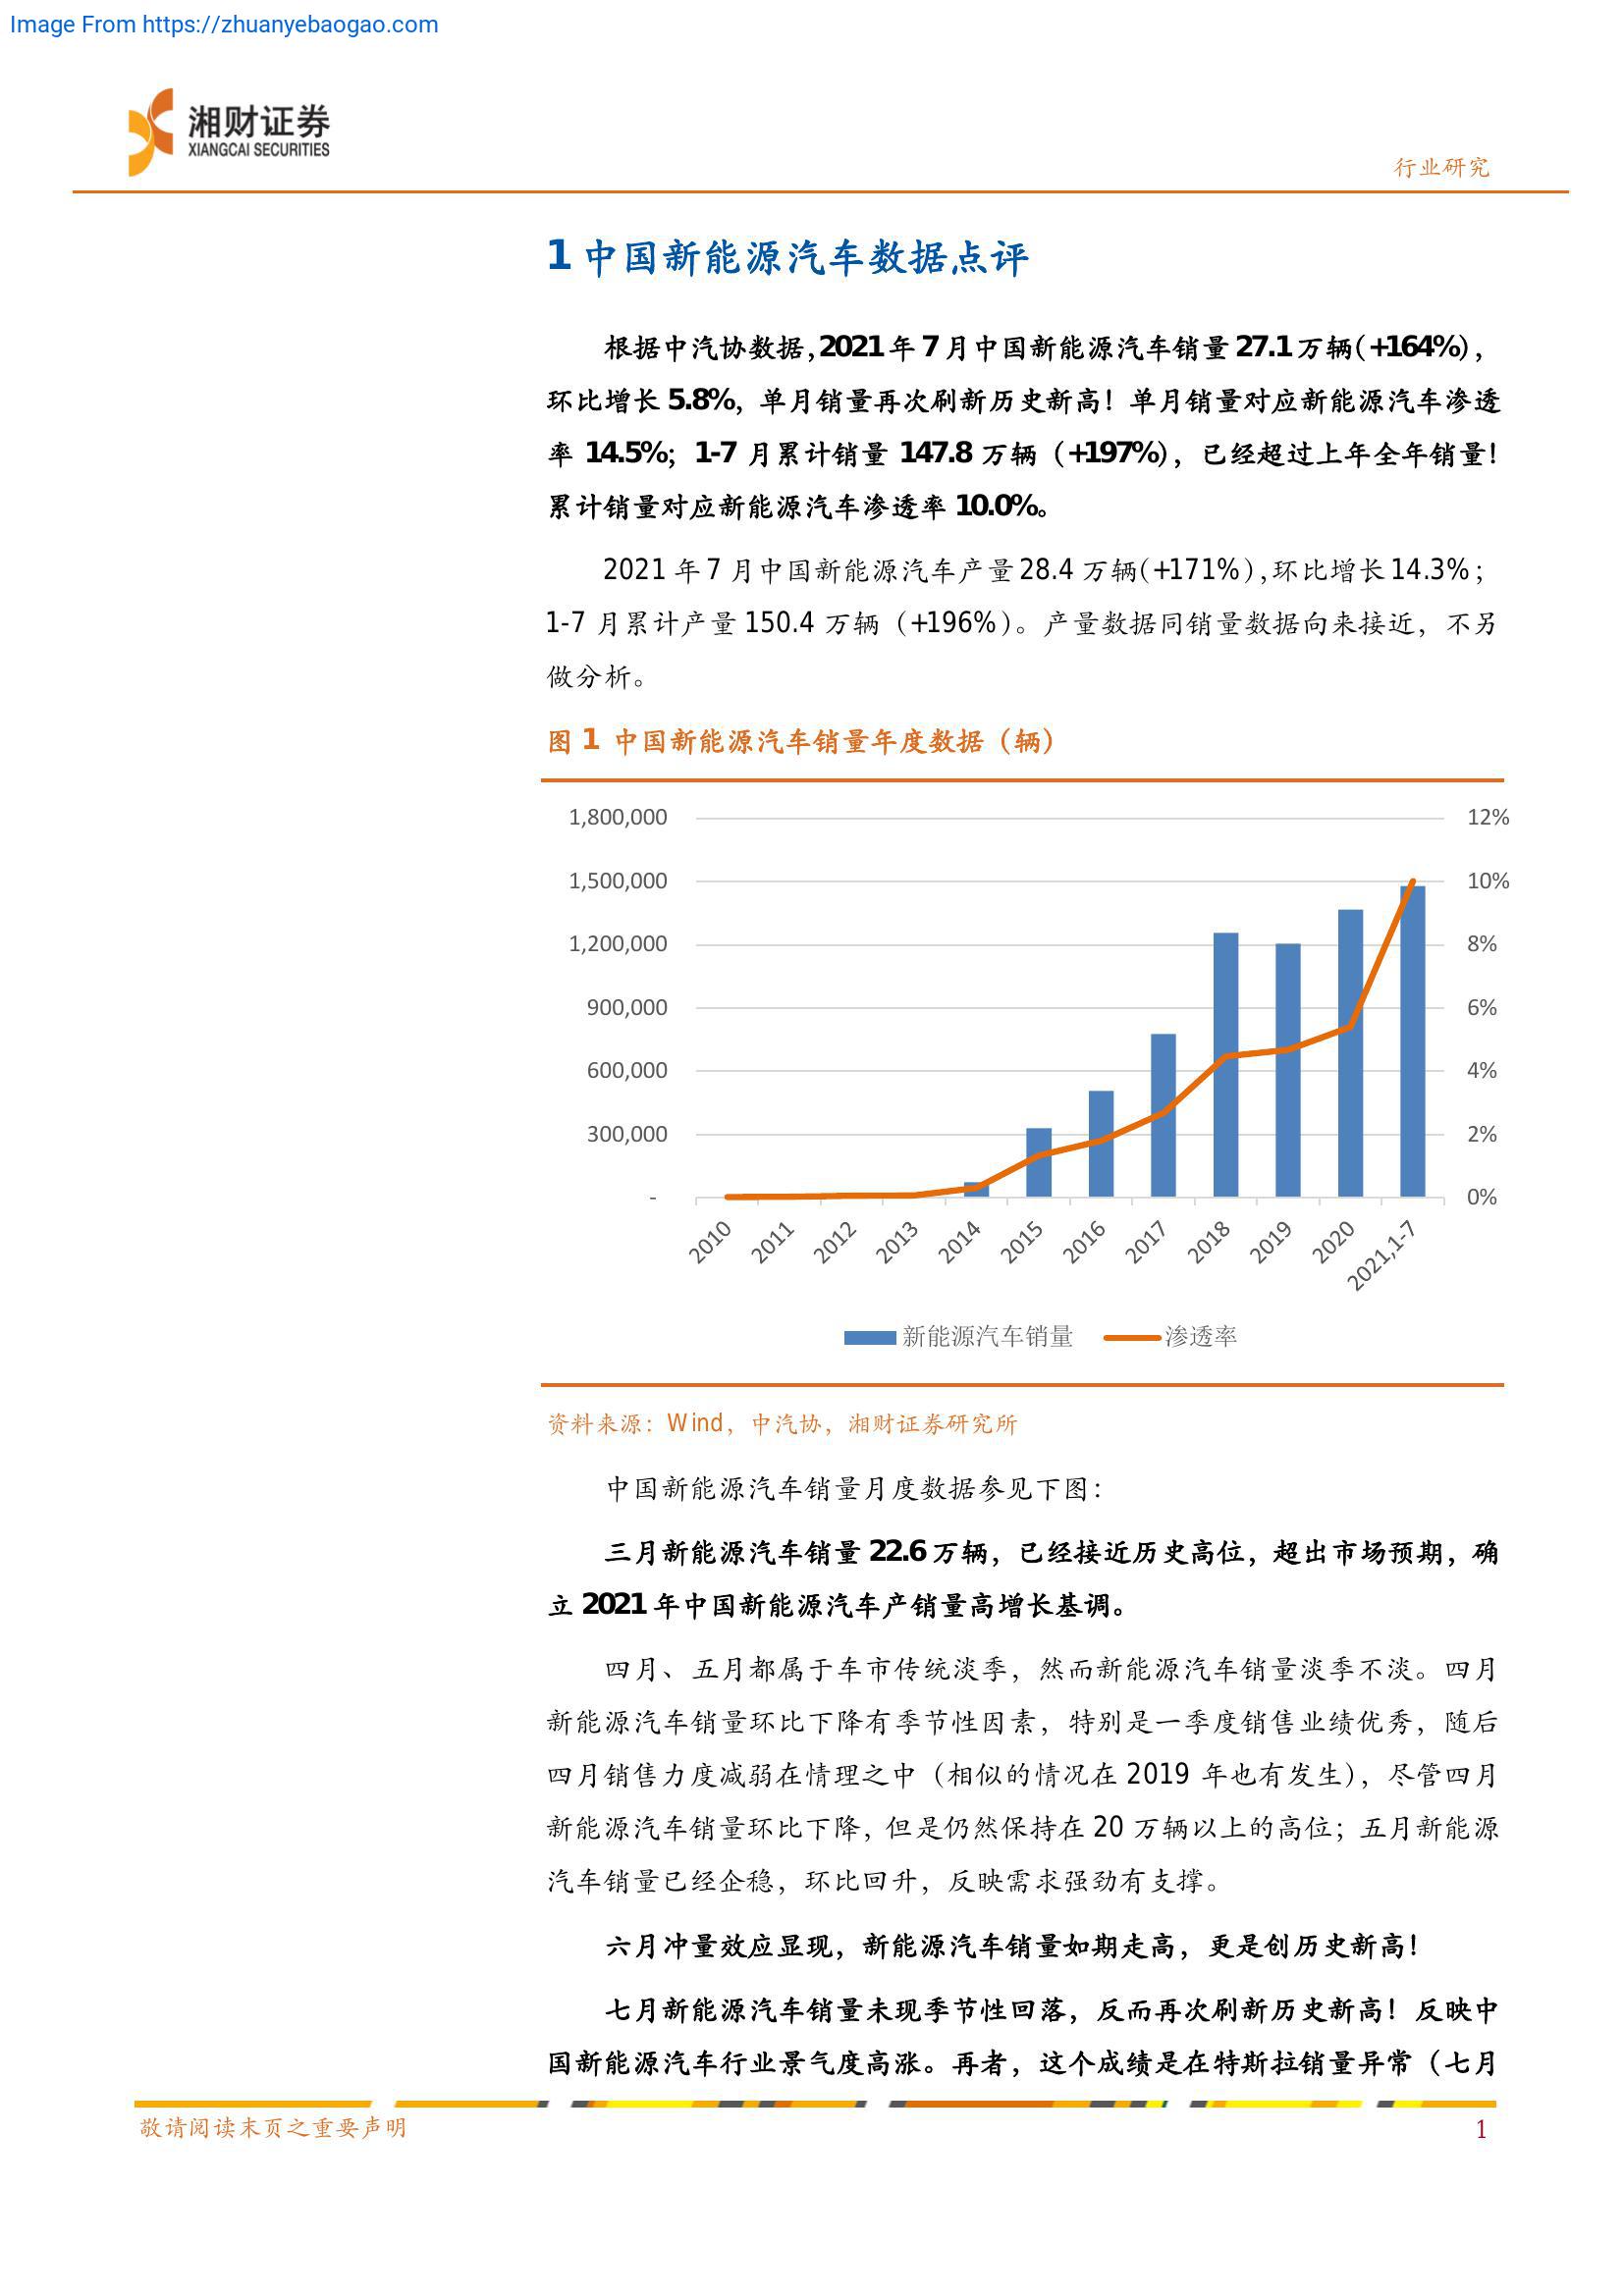 Image From https://zhuanyebaogao.com
湘财证券
XIANGCAI SECURITIES
行业研究
1 中国新能源汽车数据点评
根据中汽协数据,2021 年 7 月中国新能源汽车销量 27.1 万辆(+164%)，
环比增长 5.8%，单月销量再次刷新历史新高！单月销量对应新能源汽车渗透
率 14.5%；1-7 月累计销量 147.8 万辆（+197%），已经超过上年全年销量！
累计销量对应新能源汽车渗透率 10.0%。
2021 年 7 月中国新能源汽车产量 28.4 万辆(+171%),环比增长 14.3%；
1-7 月累计产量 150.4 万辆（+196%）。产量数据同销量数据向来接近，不另
做分析。
图 1 中国新能源汽车销量年度数据（辆）
1,800,000
1,500,000
1,200,000
900,000
600,000
300,000
-
12%
10%
8%
6%
4%
2%
0%
2010
2011
2012
2013
2014
2015
2016
2017
2018
2019
2020
2021,1-7
新能源汽车销量
渗透率
资料来源：Wind，中汽协，湘财证券研究所
中国新能源汽车销量月度数据参见下图：
三月新能源汽车销量 22.6 万辆，已经接近历史高位，超出市场预期，确
立 2021 年中国新能源汽车产销量高增长基调。
四月、五月都属于车市传统淡季，然而新能源汽车销量淡季不淡。四月
新能源汽车销量环比下降有季节性因素，特别是一季度销售业绩优秀，随后
四月销售力度减弱在情理之中（相似的情况在 2019 年也有发生），尽管四月
新能源汽车销量环比下降，但是仍然保持在 20 万辆以上的高位；五月新能源
汽车销量已经企稳，环比回升，反映需求强劲有支撑。
六月冲量效应显现，新能源汽车销量如期走高，更是创历史新高！
七月新能源汽车销量未现季节性回落，反而再次刷新历史新高！反映中
国新能源汽车行业景气度高涨。再者，这个成绩是在特斯拉销量异常（七月
敬请阅读末页之重要声明
1